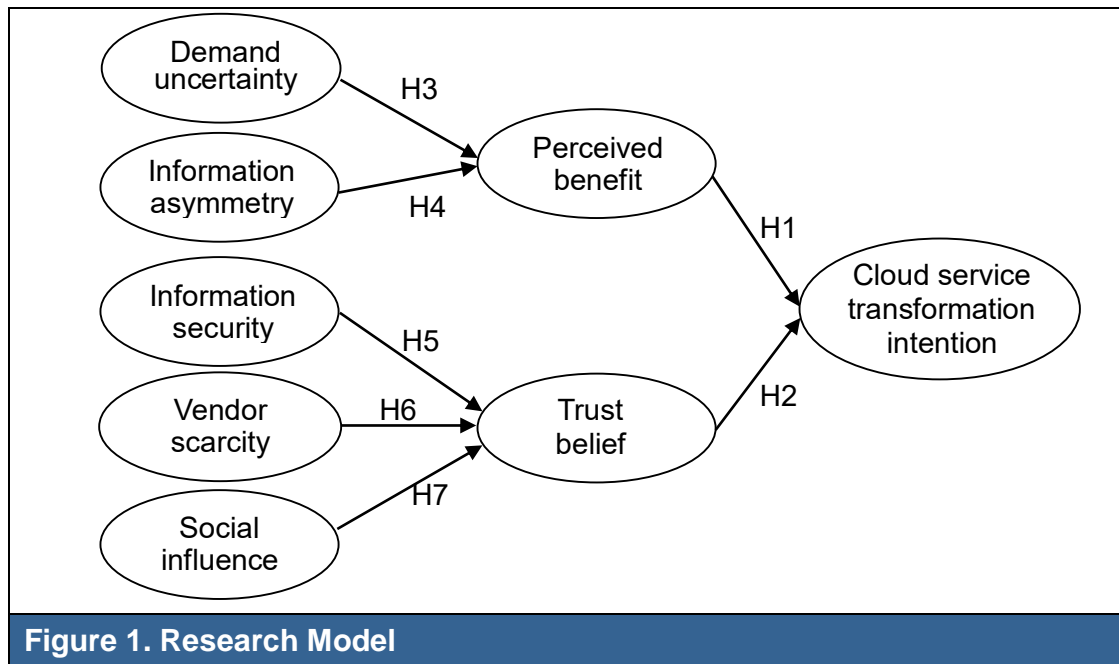 Demand
uncertainty
H3
Information
asymmetry
H4
Perceived
benefit
H1
Information
security
H5
Vendor
scarcity
H6
Social
influence
H7
Trust
belief
H2
Cloud service
transformation
intention
Figure 1. Research Model